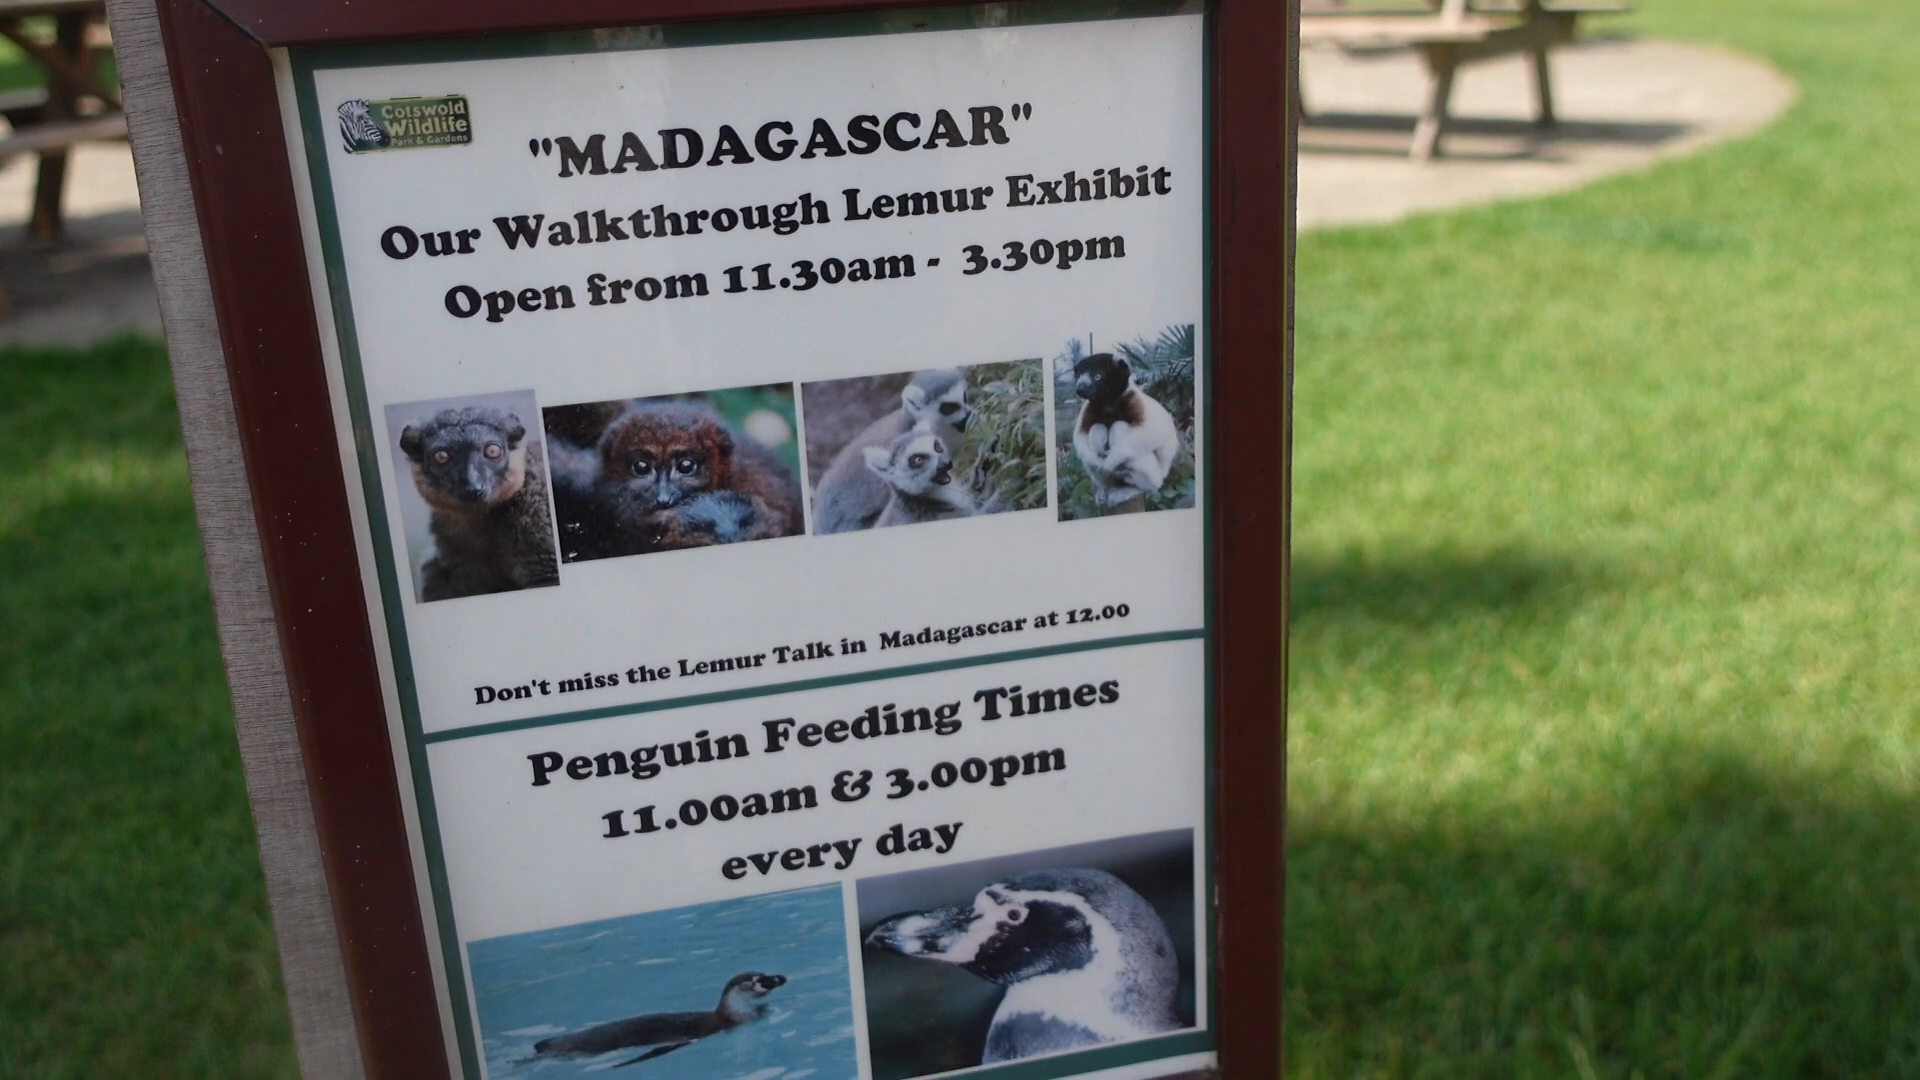 Cotswold
Wildlife
Park & Gardens
"MADAGASCAR"
Our Walkthrough Lemur Exhibit
Open from 11.30am - 3.30pm
Don't miss the Lemur Talk in Madagascar at 12.00
Penguin Feeding Times
11.00am & 3.00pm
every day